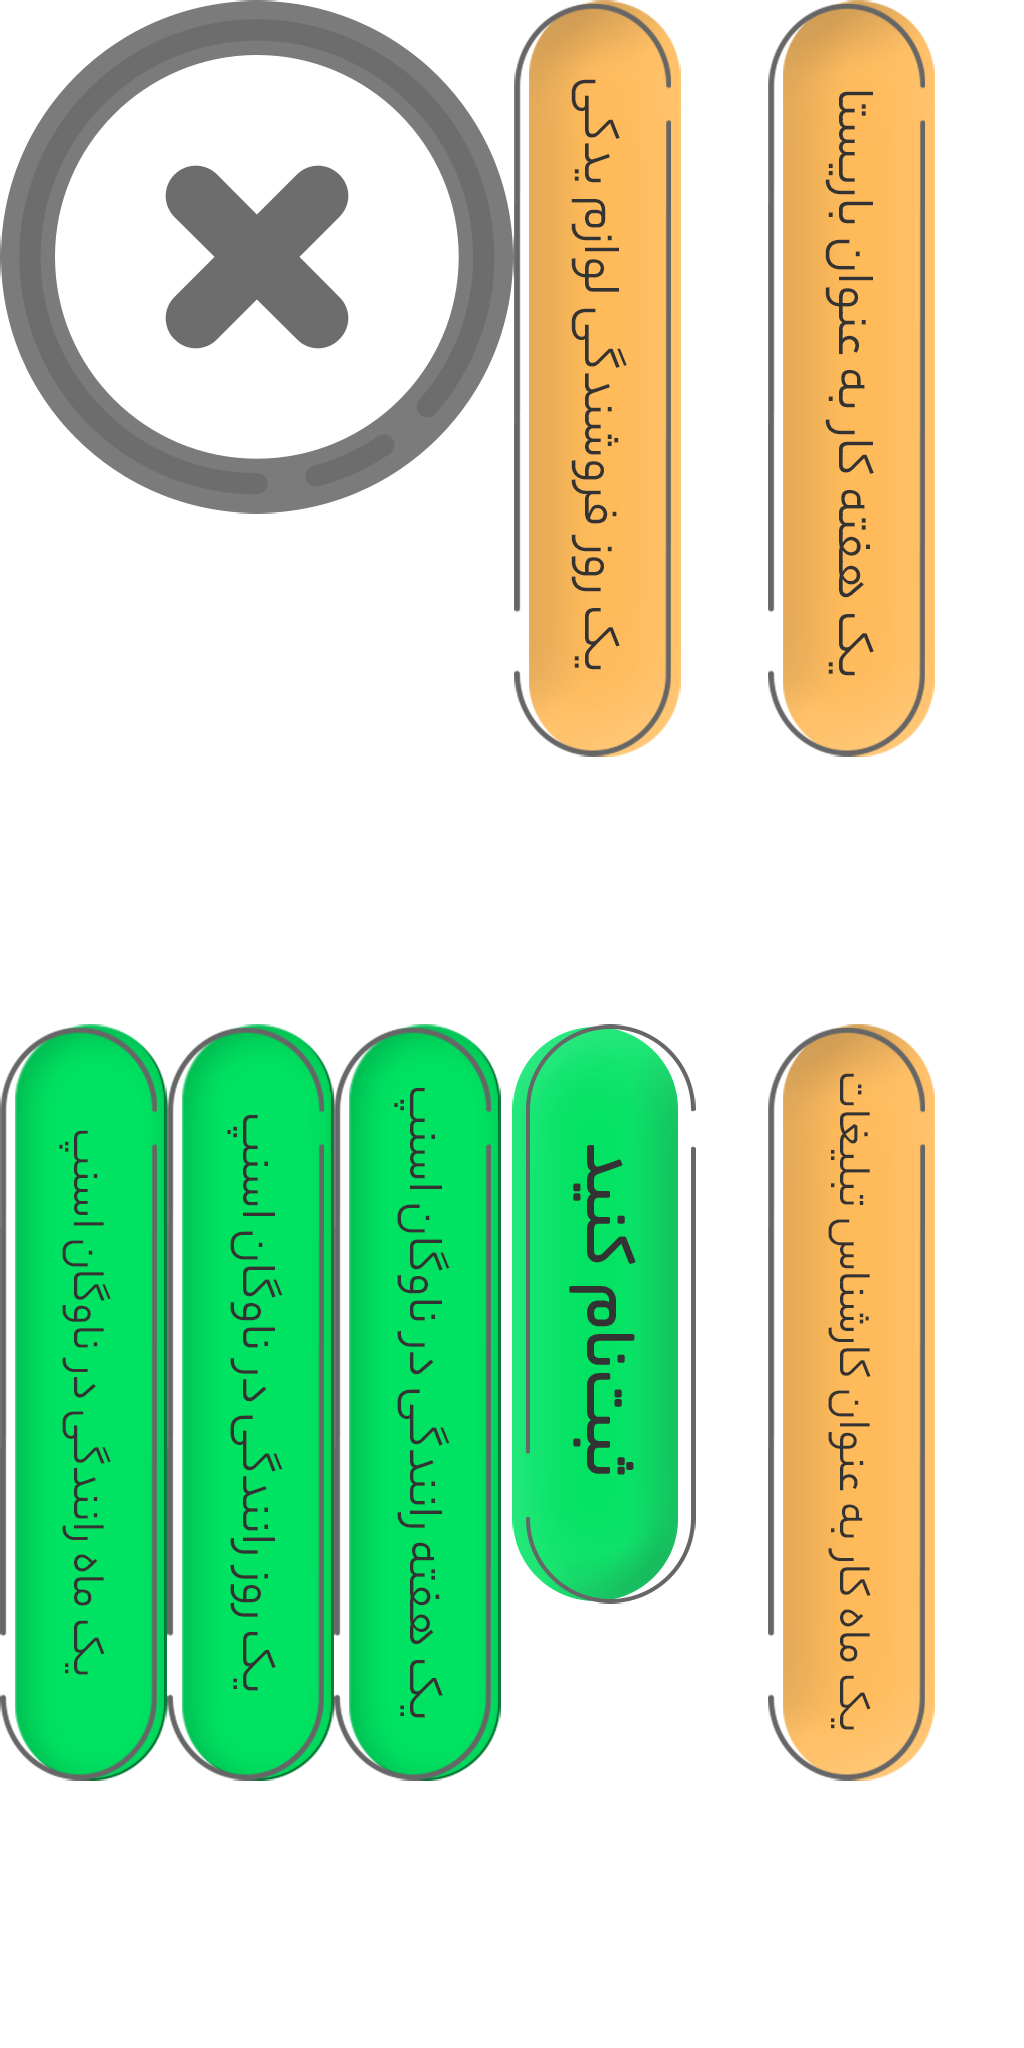 یک روز فروشندگی لوازم یدکی
یک هفته کار به عنوان باریستا
یک ماه رانندگی در ناوگان اسنپ
یک روز رانندگی در ناوگان اسنپ
یک هفته رانندگی در ناوگان اسنپ
ثبت‌نام کنید
یک ماه کار به عنوان کارشناس تبلیغات